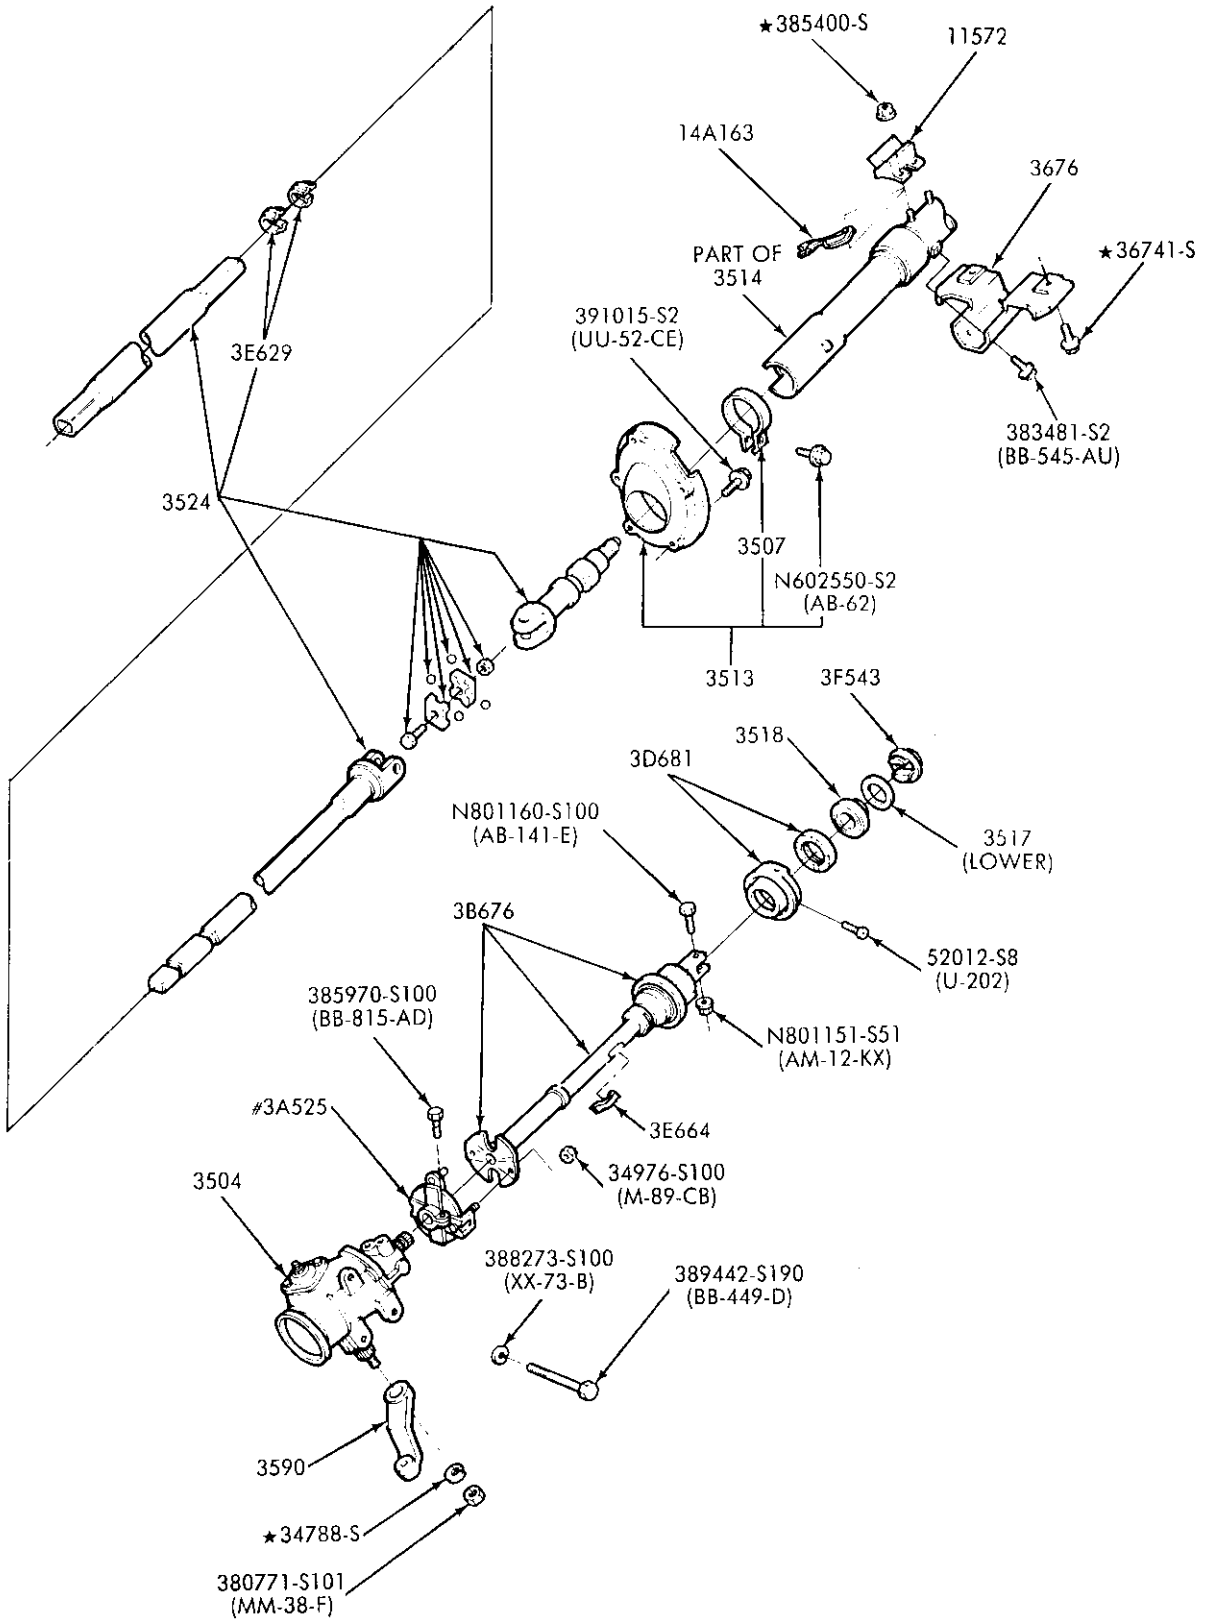 ★385400-S
11572
14A163
3676
PART OF
3514
★36741-S
391015-S2
(UU-52-CE)
3E629
383481-S2
(BB-545-AU)
3524
3507
N602550-S2
(AB-62)
3513
3F543
3518
3D681
N801160-S100
(AB-141-E)
3517
(LOWER)
3B676
52012-S8
(U-202)
385970-S100
(BB-815-AD)
N801151-S51
(AM-12-KX)
#3A525
3E664
3504
34976-S100
(M-89-CB)
388273-S100
(XX-73-B)
389442-S190
(BB-449-D)
3590
★34788-S
380771-S101
(MM-38-F)